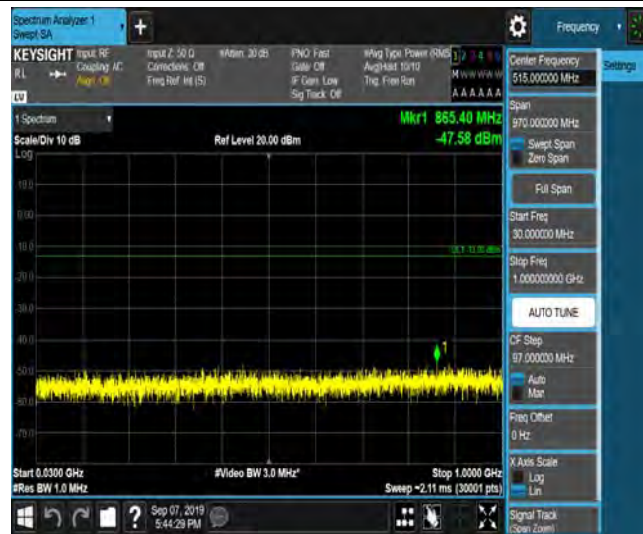 Spectrum Analyzer 1
Swept SA
+
Frequency
KEYSIGHT
Input: RF
Coupling: AC
Align: Off
Input Z: 50 Ω
Corrections: Off
Freq Ref: Int (S)
#Atten: 30 dB
PNO: Fast
Gate: Off
IF Gain: Low
Sig Track: Off
#Avg Type: Power (RMS
Avg|Hold: 10/10
Trig: Free Run
1 2 3 4 5 6
M W W W W W
A A A A A A
RL
LV
1 Spectrum
Scale/Div 10 dB
Log
Ref Level 20.00 dBm
Mkr1 865.40 MHz
-47.58 dBm
10.0
0.00
-10.0
-20.0
-30.0
-40.0
-50.0
-60.0
-70.0
DL1 -13.00 dBm
1
Start 0.0300 GHz
#Res BW 1.0 MHz
#Video BW 3.0 MHz*
Stop 1.0000 GHz
Sweep ~2.11 ms (30001 pts)
Center Frequency
515.000000 MHz
Settings
Span
970.000000 MHz
Swept Span
Zero Span
Full Span
Start Freq
30.000000 MHz
Stop Freq
1.000000000 GHz
AUTO TUNE
CF Step
97.000000 MHz
Auto
Man
Freq Offset
0 Hz
X Axis Scale
Log
Lin
Signal Track
(Span Zoom)
?
Sep 07, 2019
5:44:29 PM